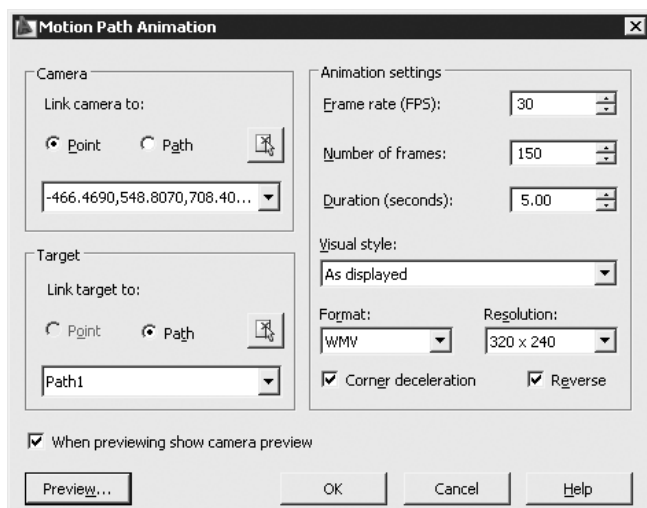 Motion Path Animation
Camera
Link camera to:
Point Path
-466.4690,548.8070,708.40...
Target
Link target to:
Point Path
Path1
Animation settings
Frame rate (FPS): 30
Number of frames: 150
Duration (seconds): 5.00
Visual style:
As displayed
Format: Resolution:
WMV 320 x 240
Corner deceleration Reverse
When previewing show camera preview
Preview... OK Cancel Help